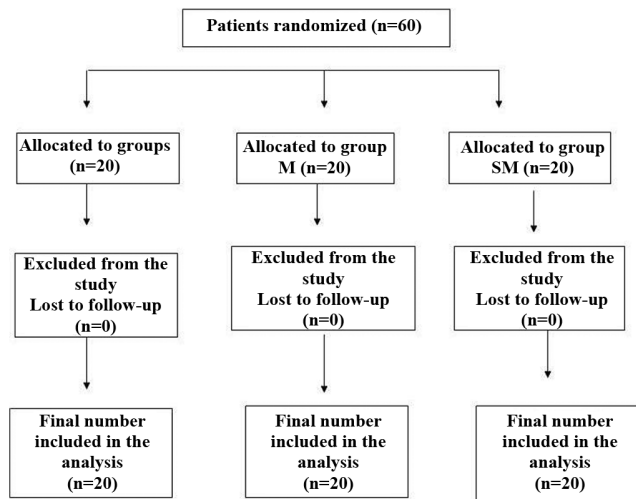 Patients randomized (n=60)
Allocated to groups
(n=20)
Allocated to group
M (n=20)
Allocated to group
SM (n=20)
Excluded from the
study
Lost to follow-up
(n=0)
Excluded from the
study
Lost to follow-up
(n=0)
Excluded from the
study
Lost to follow-up
(n=0)
Final number
included in the
analysis
(n=20)
Final number
included in the
analysis
(n=20)
Final number
included in the
analysis
(n=20)